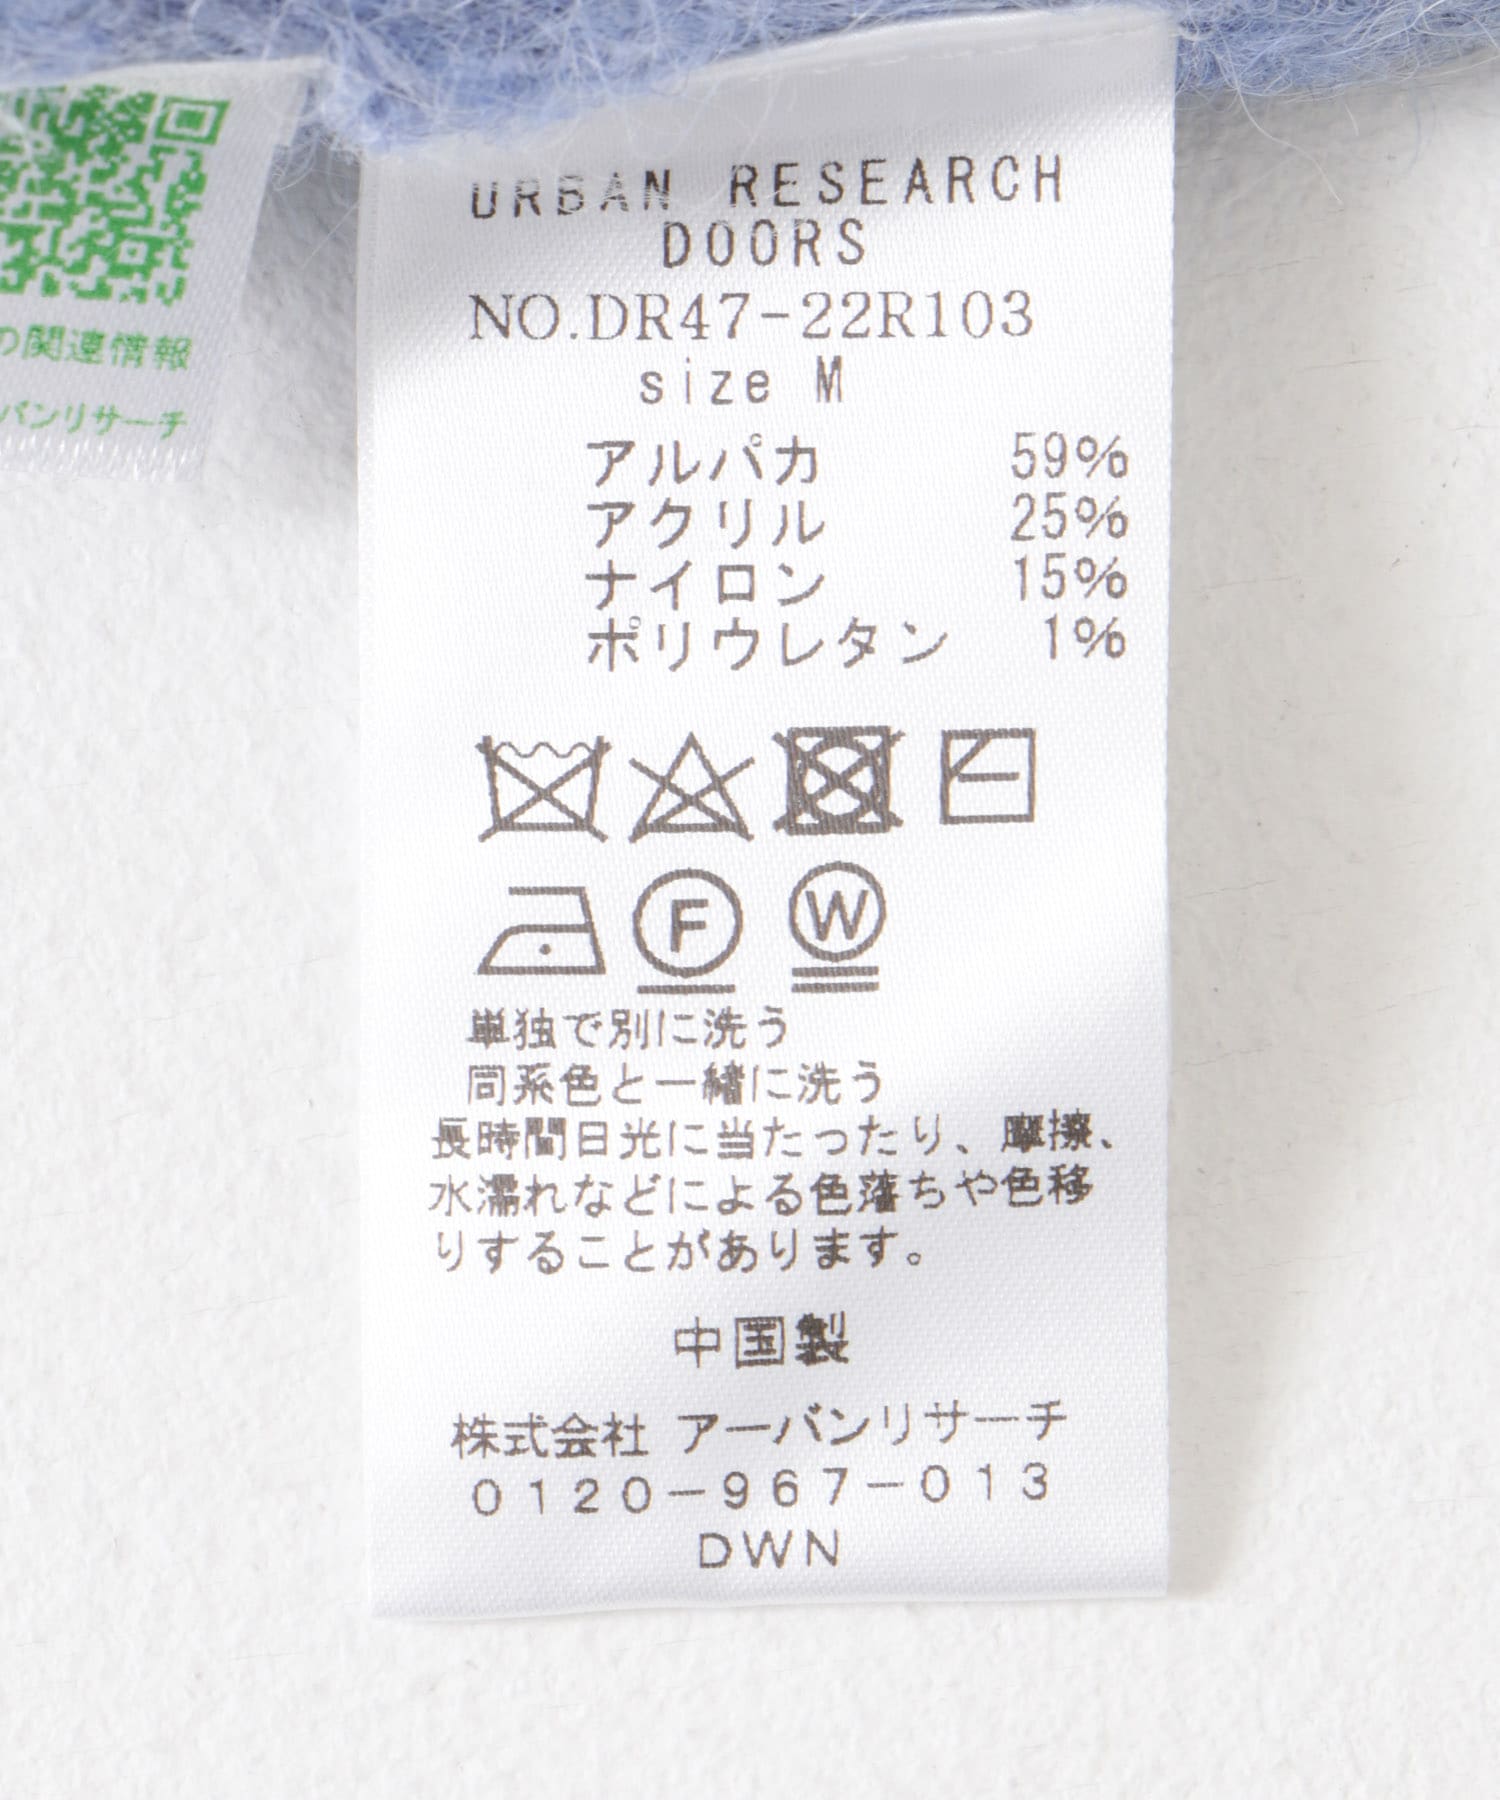 の関連情報
バンリサーチ
URBAN RESEARCH
DOORS
NO.DR47-22R103
size M
アルパカ 59%
アクリル 25%
ナイロン 15%
ポリウレタン 1%
F W
単独で別に洗う
同系色と一緒に洗う
長時間日光に当たったり、摩擦、
水濡れなどによる色落ちや色移
りすることがあります。
中国製
株式会社 アーバンリサーチ
0120-967-013
DWN